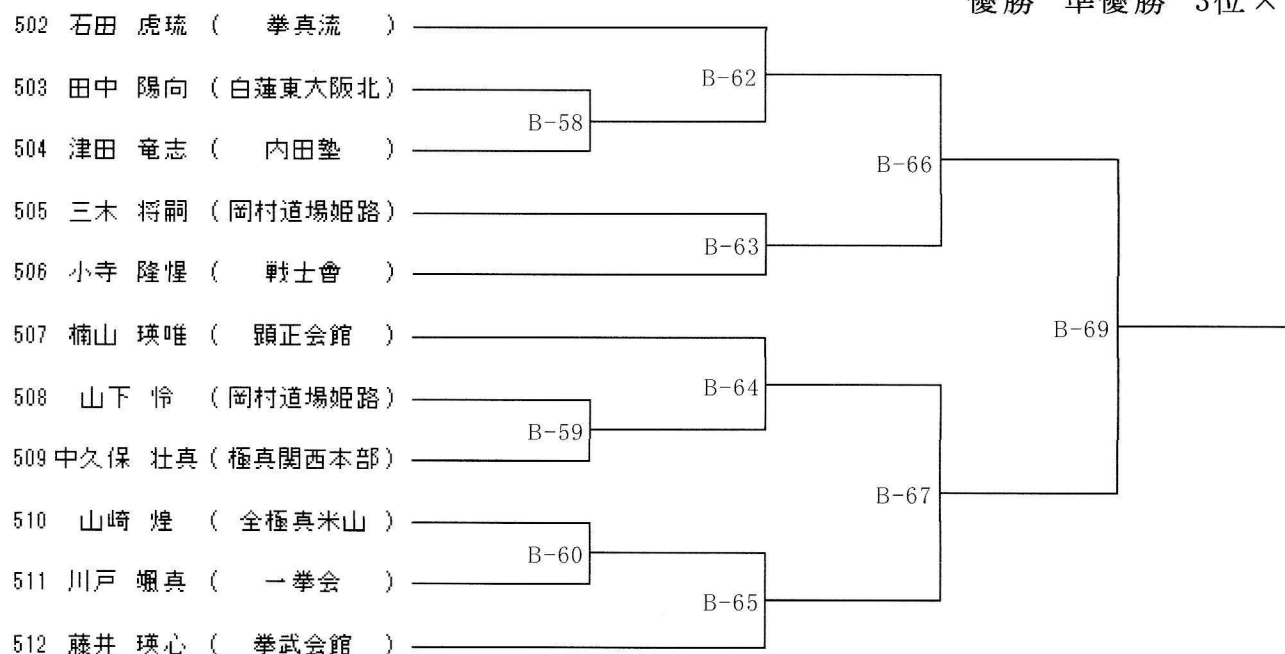 優勝 準優勝 3位×
502 石田 虎琉 ( 拳真流 )
B-62
503 田中 陽向 ( 白蓮東大阪北 )
B-58
504 津田 竜志 ( 内田塾 )
B-66
505 三木 将嗣 ( 岡村道場姫路 )
B-63
506 小寺 隆惺 ( 戦士會 )
507 楠山 瑛唯 ( 顕正会館 )
B-69
508 山下 怜 ( 岡村道場姫路 )
B-64
B-59
509 中久保 壮真 ( 極真関西本部 )
B-67
510 山崎 煌 ( 全極真米山 )
B-60
511 川戸 颯真 ( 一拳会 )
B-65
512 藤井 瑛心 ( 拳武会館 )